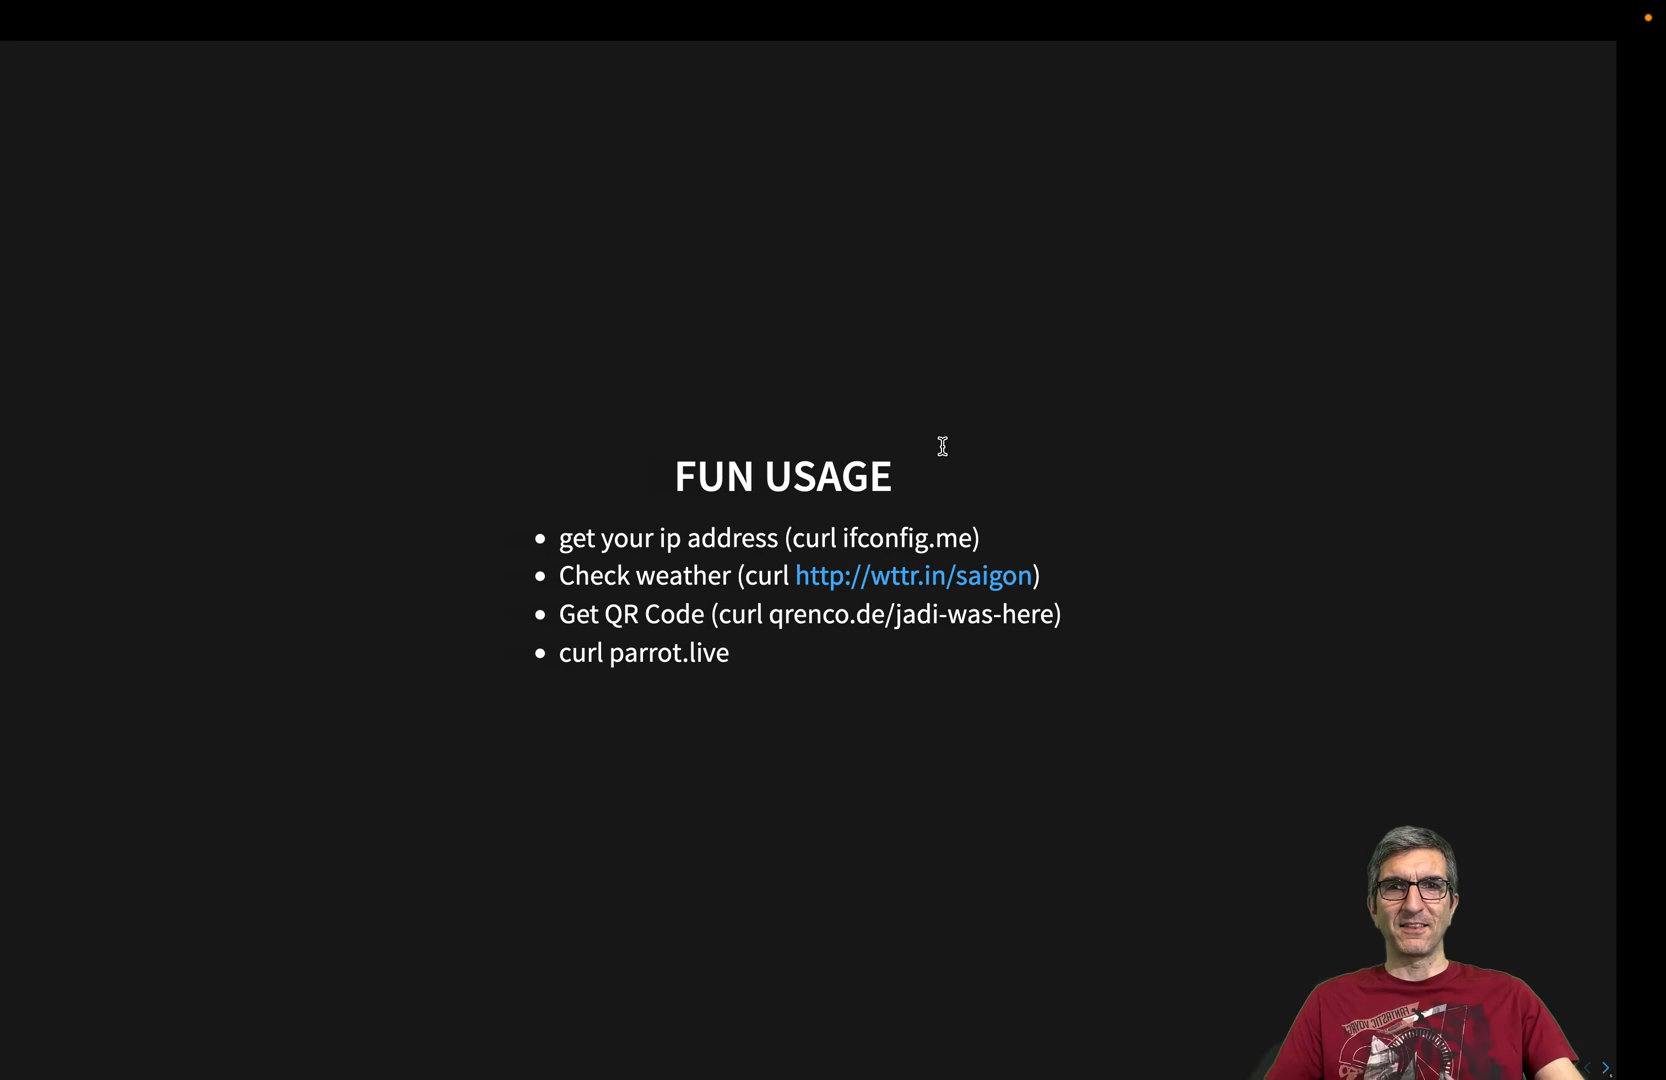 FUN USAGE
• get your ip address (curl ifconfig.me)
• Check weather (curl http://wttr.in/saigon)
• Get QR Code (curl qrenco.de/jadi-was-here)
• curl parrot.live